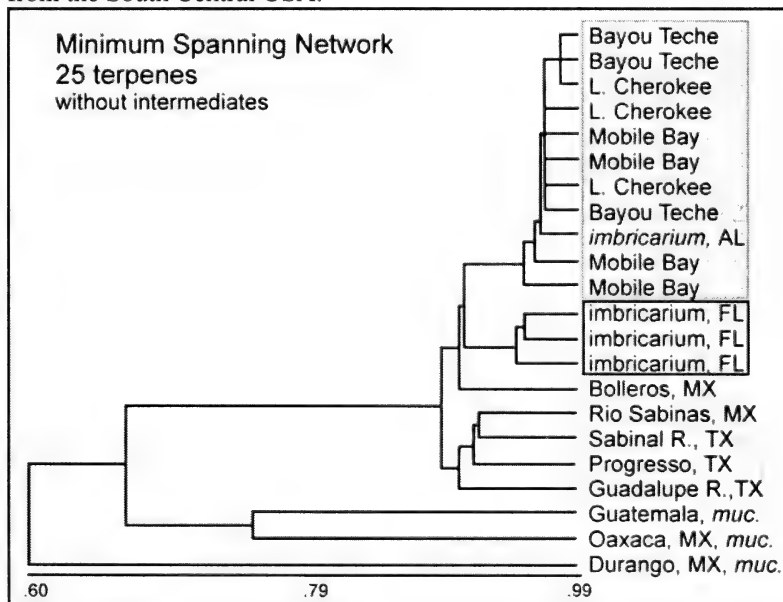 from the South Central USA.
Minimum Spanning Network
25 terpenes
without intermediates
Bayou Teche
Bayou Teche
L. Cherokee
L. Cherokee
Mobile Bay
Mobile Bay
L. Cherokee
Bayou Teche
imbricarium, AL
Mobile Bay
Mobile Bay
imbricarium, FL
imbricarium, FL
imbricarium, FL
Bolleros, MX
Rio Sabinas, MX
Sabinal R., TX
Progresso, TX
Guadalupe R.,TX
Guatemala, muc.
Oaxaca, MX, muc.
Durango, MX, muc.
.60 .79 .99